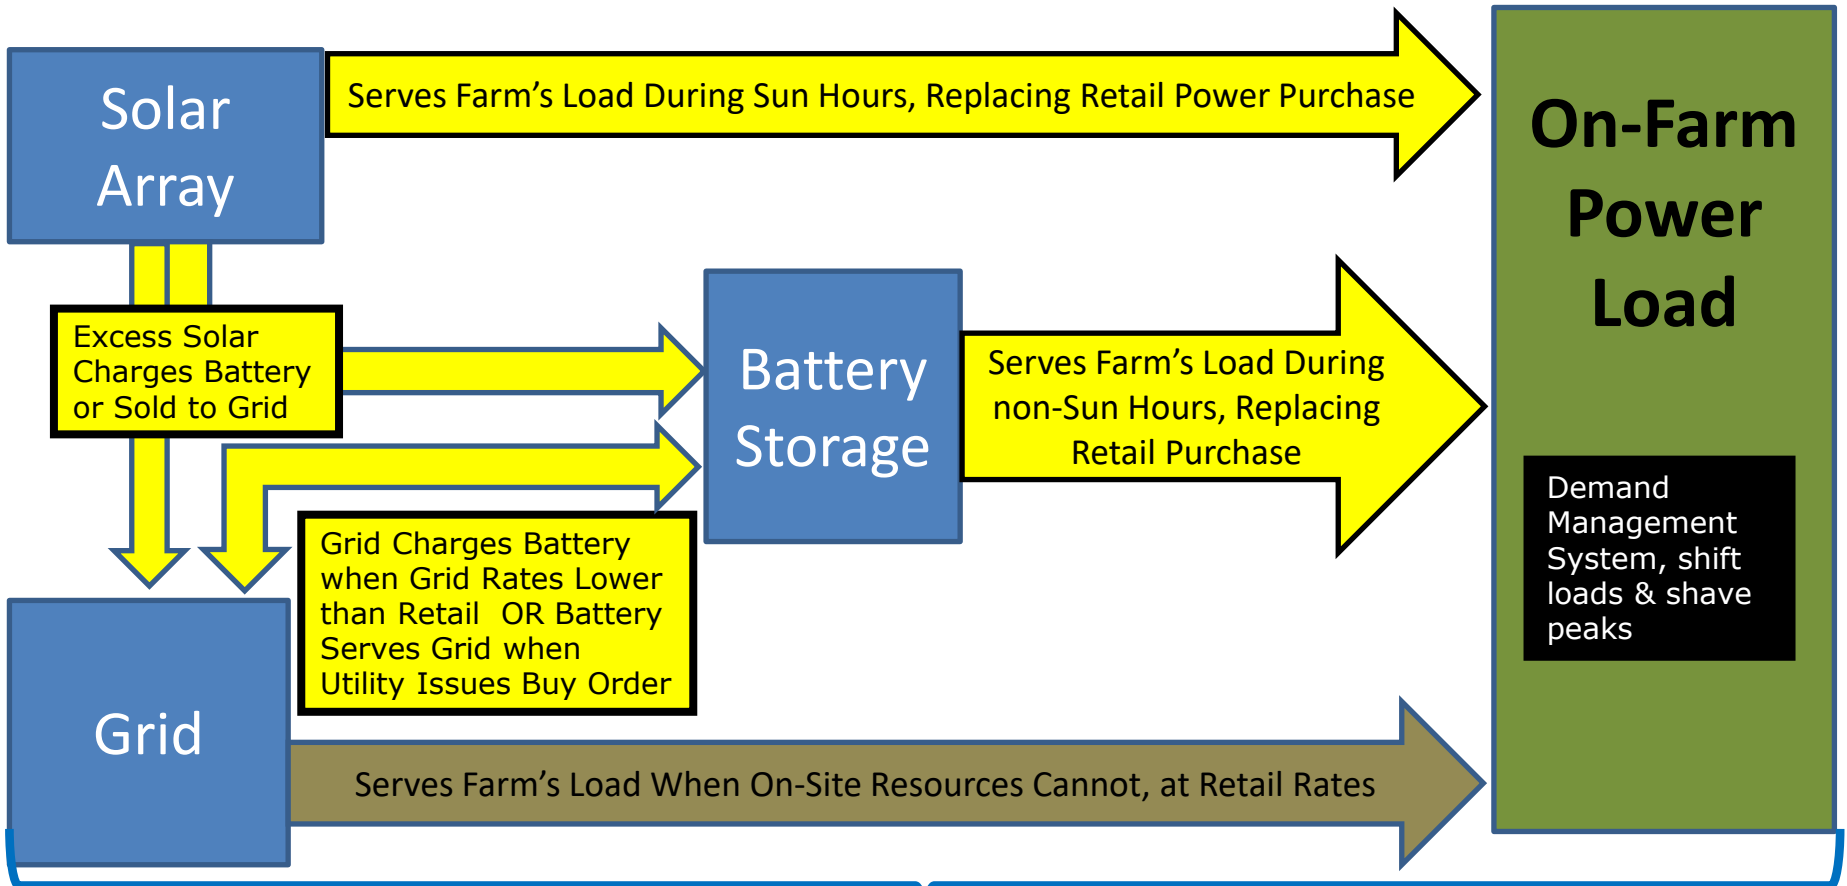 Solar
Array
Serves Farm's Load During Sun Hours, Replacing Retail Power Purchase
On-Farm
Power
Load
Excess Solar
Charges Battery
or Sold to Grid
Battery
Storage
Serves Farm's Load During
non-Sun Hours, Replacing
Retail Purchase
Demand
Management
System, shift
loads & shave
peaks
Grid Charges Battery
when Grid Rates Lower
than Retail  OR Battery
Serves Grid when
Utility Issues Buy Order
Grid
Serves Farm's Load When On-Site Resources Cannot, at Retail Rates